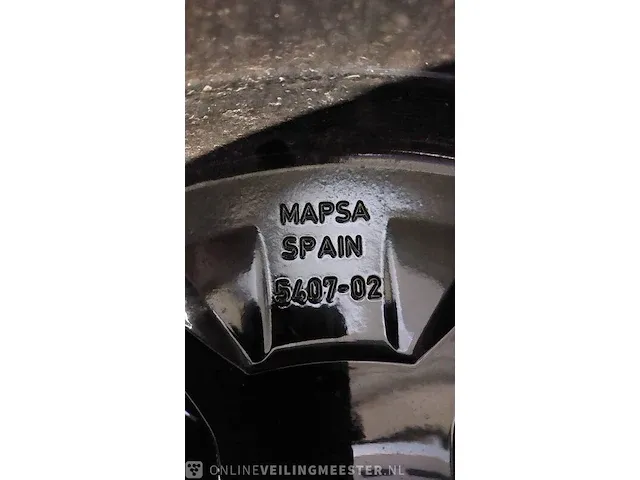 MAPSA
SPAIN
5407-02
ONLINEVEILINGMEESTER.NL